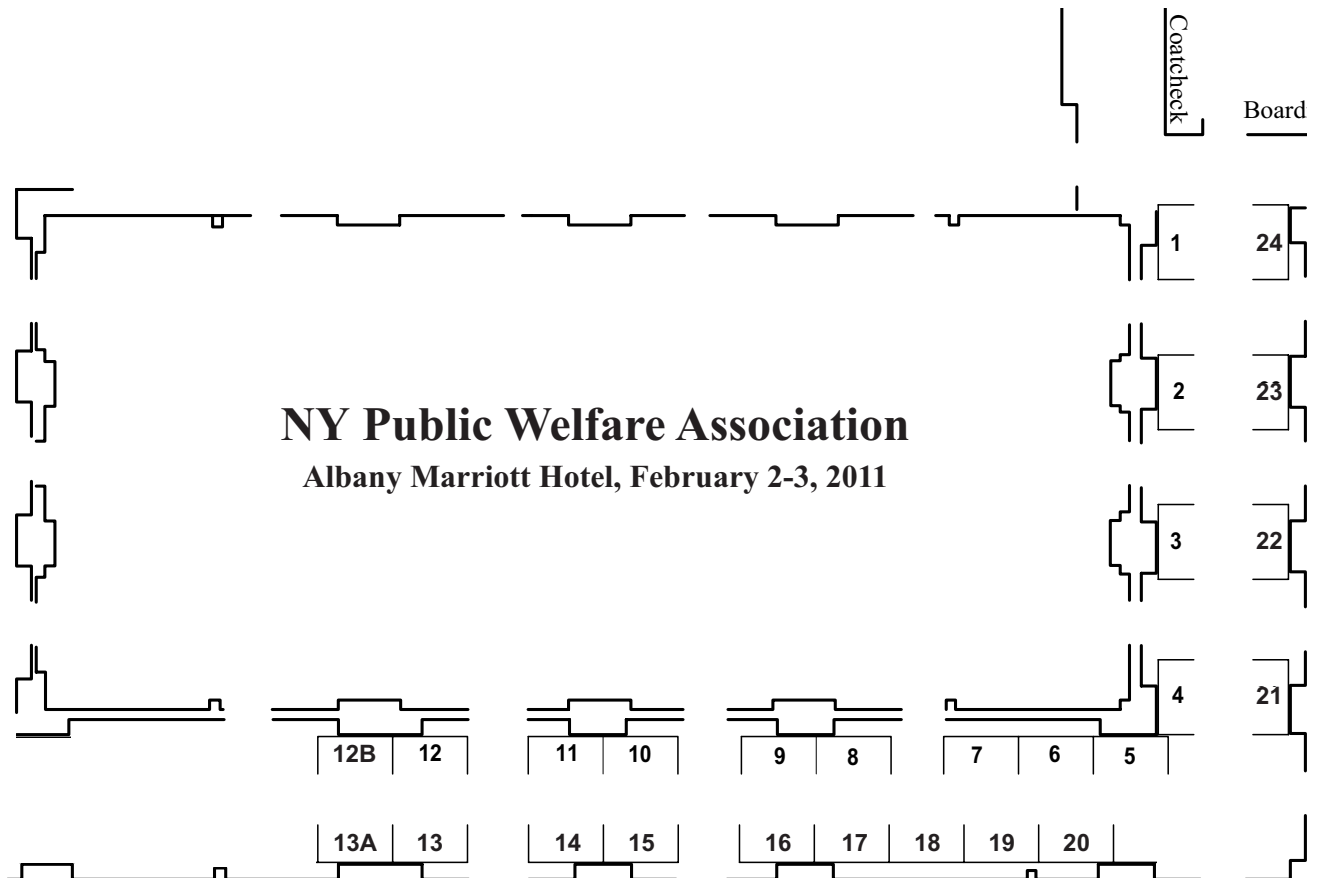 Coatcheck
Board
1
24
2
23
NY Public Welfare Association
Albany Marriott Hotel, February 2-3, 2011
3
22
4
21
12B 12 11 10 9 8 7 6 5
13A 13 14 15 16 17 18 19 20